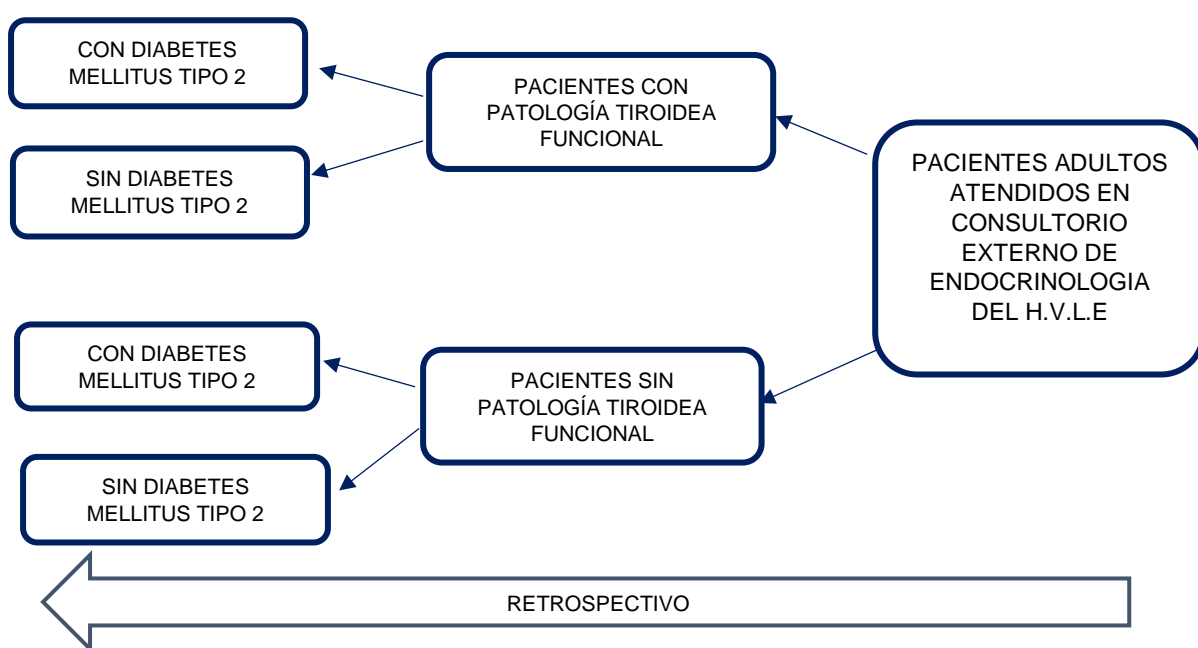 CON DIABETES
MELLITUS TIPO 2
SIN DIABETES
MELLITUS TIPO 2
PACIENTES CON
PATOLOGÍA TIROIDEA
FUNCIONAL
PACIENTES ADULTOS
ATENDIDOS EN
CONSULTORIO
EXTERNO DE
ENDOCRINOLOGIA
DEL H.V.L.E
CON DIABETES
MELLITUS TIPO 2
SIN DIABETES
MELLITUS TIPO 2
PACIENTES SIN
PATOLOGÍA TIROIDEA
FUNCIONAL
RETROSPECTIVO